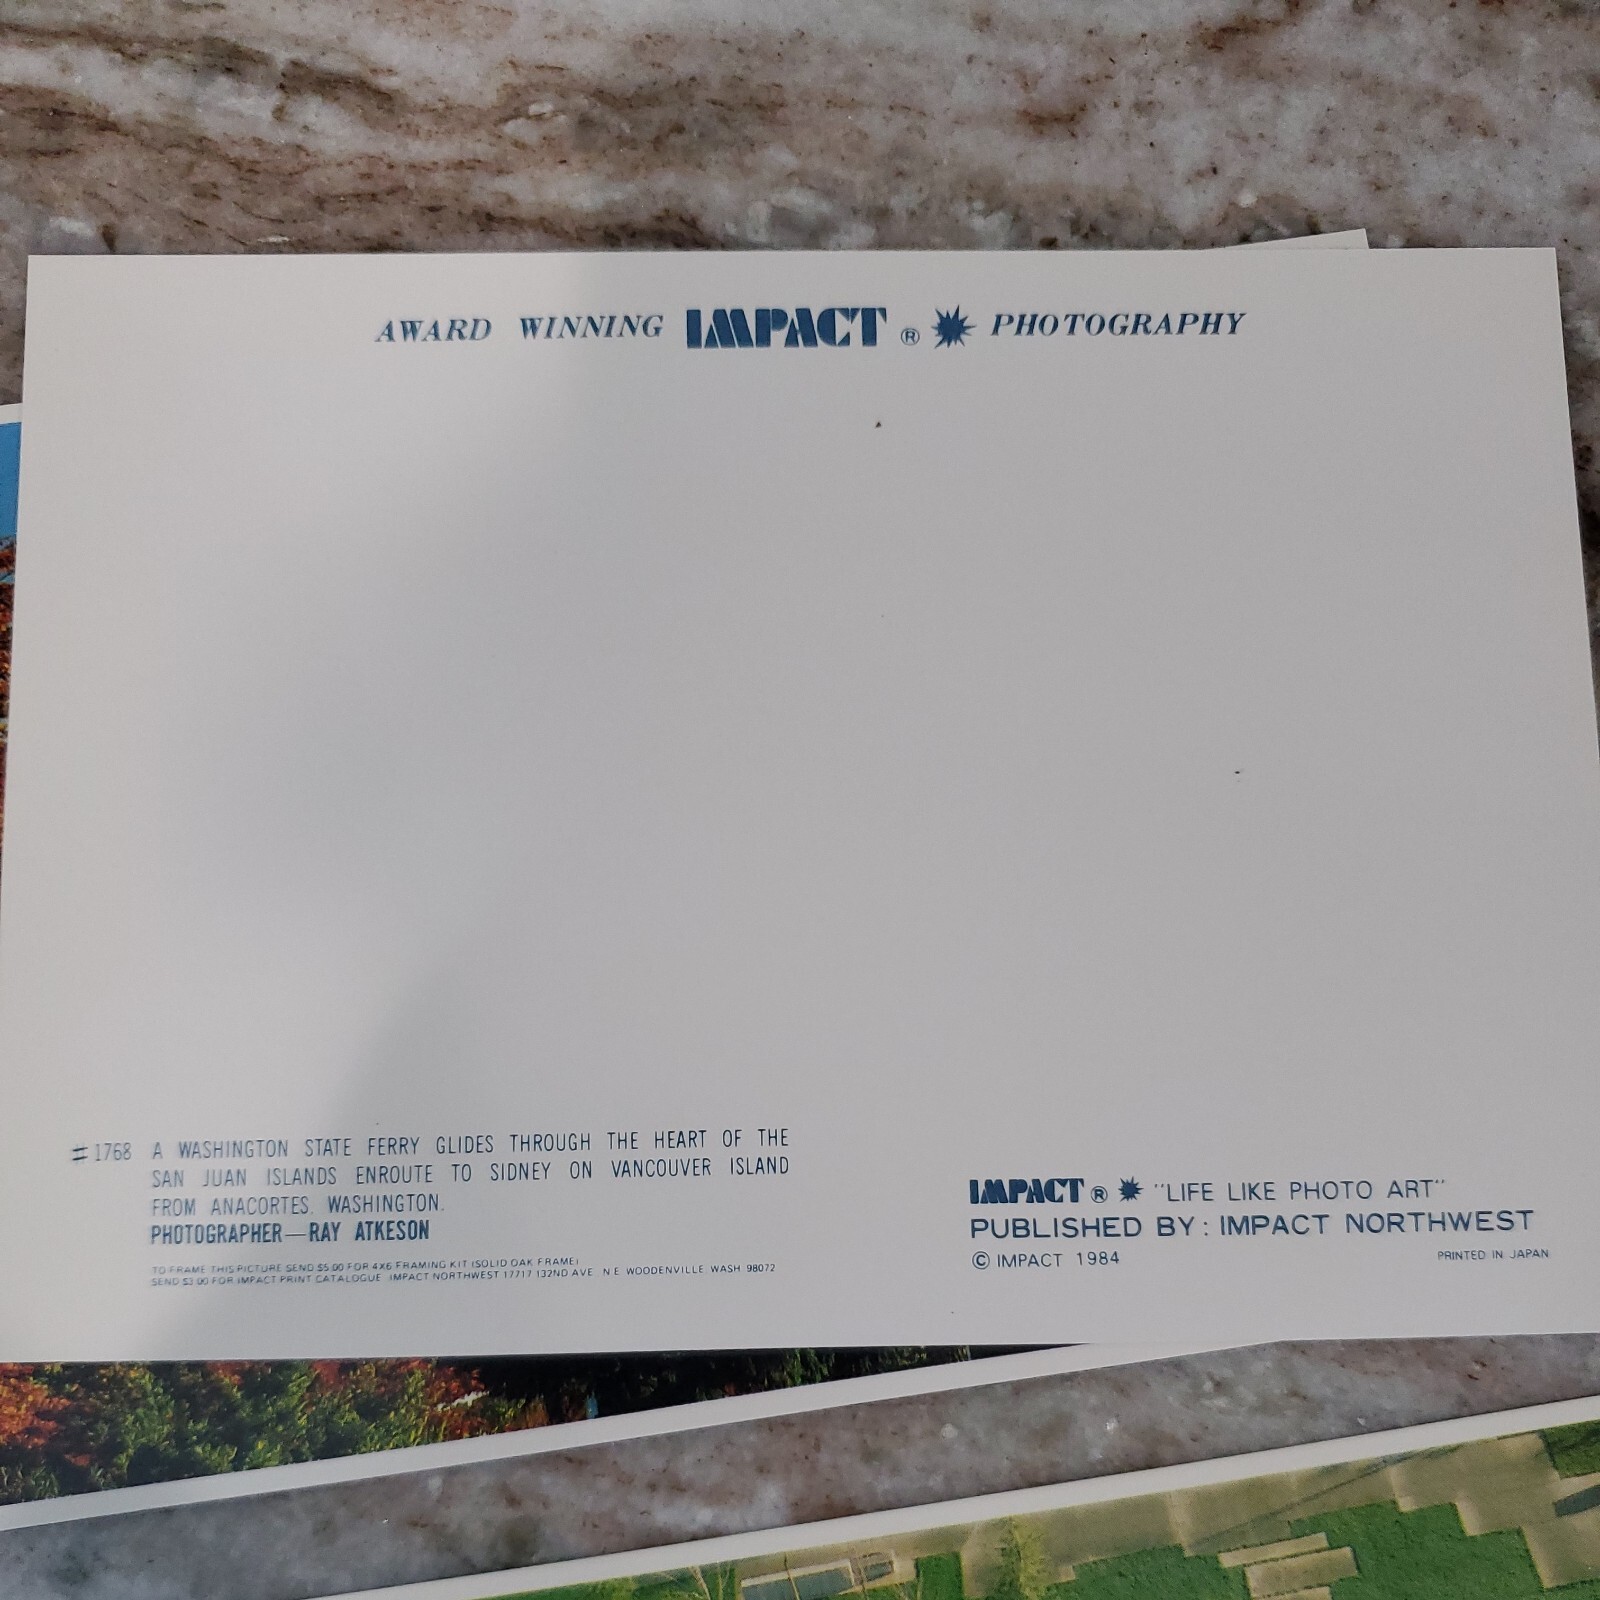 AWARD WINNING IMPACT ® PHOTOGRAPHY
#1768 A WASHINGTON STATE FERRY GLIDES THROUGH THE HEART OF THE
SAN JUAN ISLANDS ENROUTE TO SIDNEY ON VANCOUVER ISLAND
FROM ANACORTES, WASHINGTON.
PHOTOGRAPHER—RAY ATKESON
TO FRAME THIS PICTURE SEND $5.00 FOR 4X6 FRAMING KIT (SOLID OAK FRAME)
SEND $3.00 FOR IMPACT PRINT CATALOGUE IMPACT NORTHWEST 17717 132ND AVE N.E. WOODENVILLE WASH 98072
IMPACT ® "LIFE LIKE PHOTO ART"
PUBLISHED BY: IMPACT NORTHWEST
© IMPACT 1984
PRINTED IN JAPAN